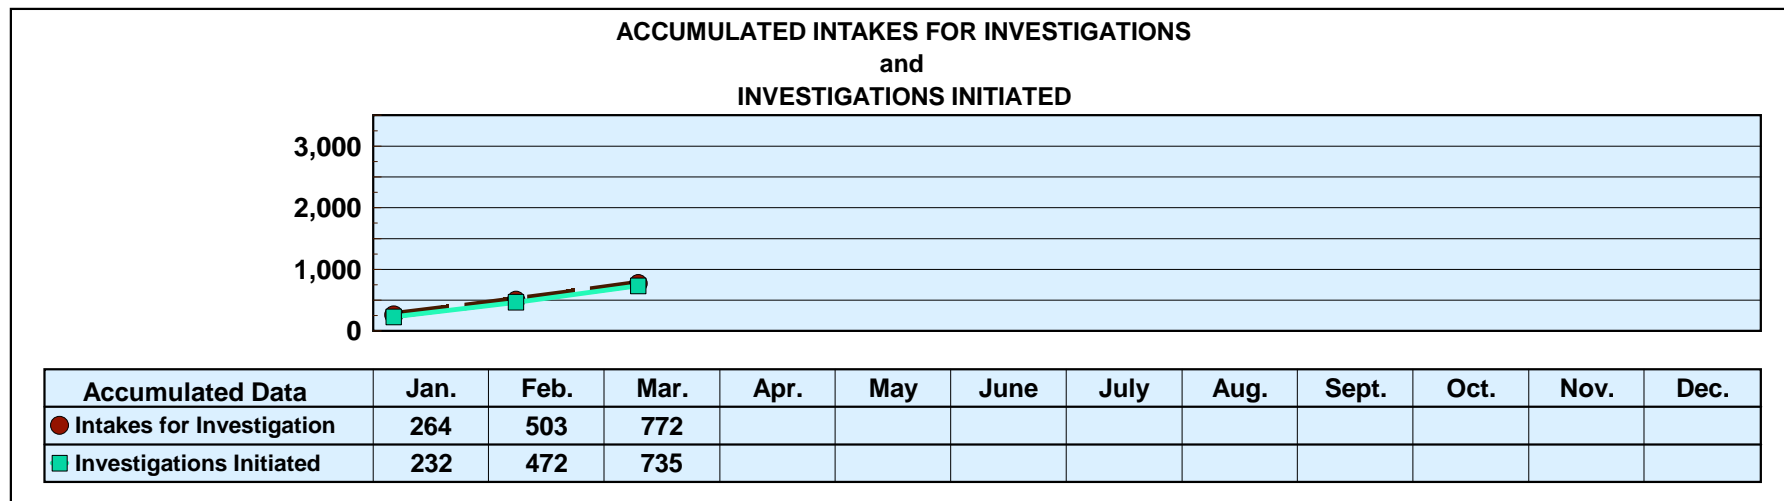 ACCUMULATED INTAKES FOR INVESTIGATIONS
and
INVESTIGATIONS INITIATED
3,000
2,000
1,000
0
Accumulated Data Jan. Feb. Mar. Apr. May June July Aug. Sept. Oct. Nov. Dec.
Intakes for Investigation 264 503 772
Investigations Initiated 232 472 735